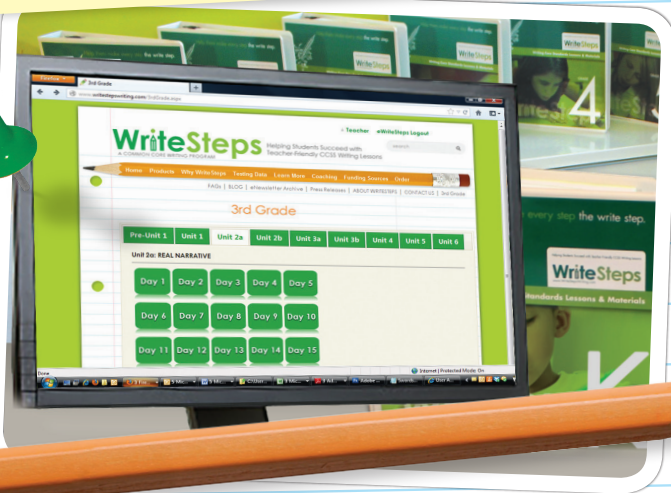 the write step.
WriteSteps
WriteSteps
WriteSteps
WriteSteps
4
Firefox
3rd Grade
www.writestepswriting.com/3rdGrade.aspx
Teacher eWriteSteps Logout
WriteSteps
A COMMON CORE WRITING PROGRAM
Helping Students Succeed with
Teacher-Friendly CCSS Writing Lessons
search
Home Products Why WriteSteps Testing Data Learn More Coaching Funding Sources Order
FAQs | BLOG | eNewsletter Archive | Press Releases | ABOUT WRITESTEPS | CONTACT US | 3rd Grade
3rd Grade
Pre-Unit 1 Unit 1 Unit 2a Unit 2b Unit 3a Unit 3b Unit 4 Unit 5 Unit 6
Unit 2a: REAL NARRATIVE
Day 1 Day 2 Day 3 Day 4 Day 5
Day 6 Day 7 Day 8 Day 9 Day 10
Day 11 Day 12 Day 13 Day 14 Day 15
Done
Internet | Protected Mode: On
every step the write step.
WriteSteps
Standards Lessons & Materials
K